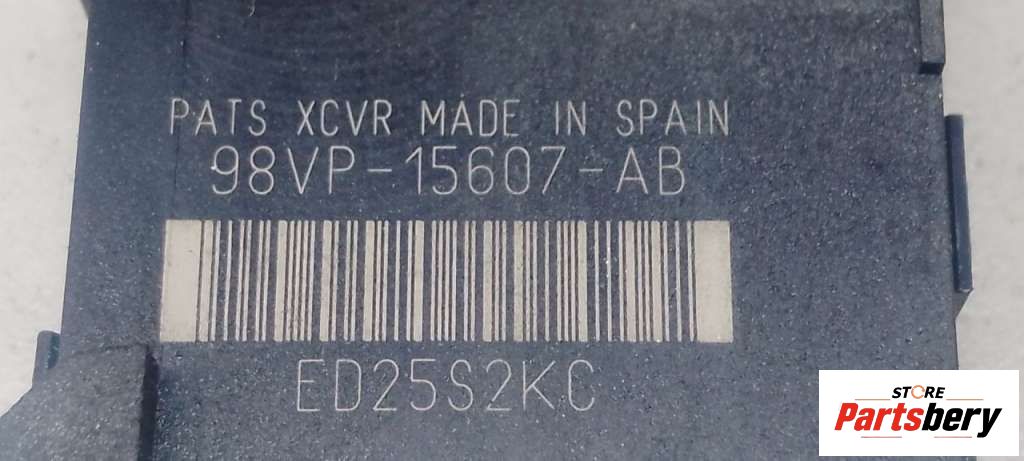 PATS XCVR MADE IN SPAIN
98VP-15607-AB
ED25S2KC
STORE
Partsbery